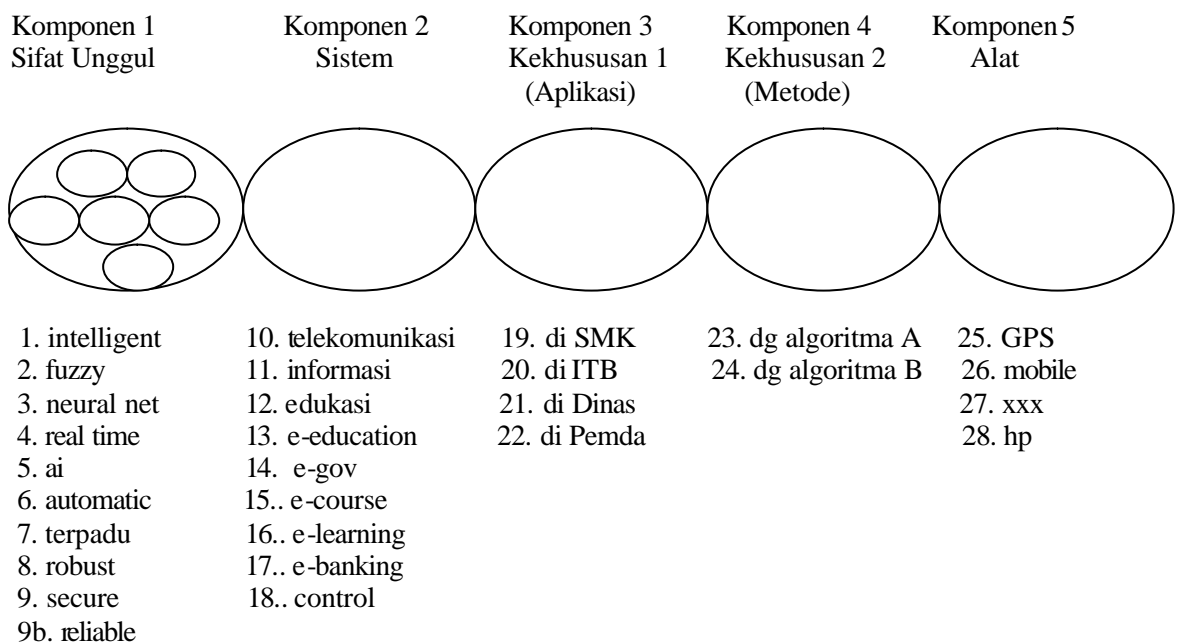 Komponen 1
Sifat Unggul
Komponen 2
Sistem
Komponen 3
Kekhususan 1
(Aplikasi)
Komponen 4
Kekhususan 2
(Metode)
Komponen 5
Alat
1. intelligent
2. fuzzy
3. neural net
4. real time
5. ai
6. automatic
7. terpadu
8. robust
9. secure
9b. reliable
10. telekomunikasi
11. informasi
12. edukasi
13. e-education
14. e-gov
15.. e-course
16.. e-learning
17.. e-banking
18.. control
19. di SMK
20. di ITB
21. di Dinas
22. di Pemda
23. dg algoritma A
24. dg algoritma B
25. GPS
26. mobile
27. xxx
28. hp